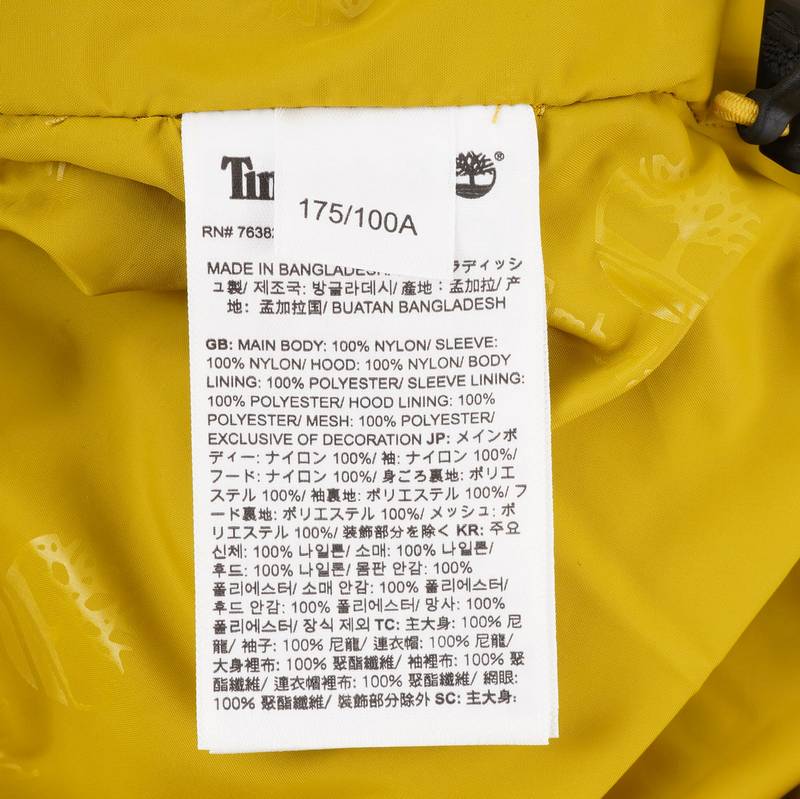 Tim
®
175/100A
RN# 7638
MADE IN BANGLADESH ラディッシ
ュ製/ 제조국: 방글라데시/ 產地：孟加拉/ 产
地：孟加拉国/ BUATAN BANGLADESH
GB: MAIN BODY: 100% NYLON/ SLEEVE:
100% NYLON/ HOOD: 100% NYLON/ BODY
LINING: 100% POLYESTER/ SLEEVE LINING:
100% POLYESTER/ HOOD LINING: 100%
POLYESTER/ MESH: 100% POLYESTER/
EXCLUSIVE OF DECORATION JP: メインボ
ディー: ナイロン 100%/ 袖: ナイロン 100%/
フード: ナイロン 100%/ 身ごろ裏地: ポリエ
ステル 100%/ 袖裏地: ポリエステル 100%/ フ
ード裏地: ポリエステル 100%/ メッシュ: ポ
リエステル 100%/ 装飾部分を除く KR: 주요
신체: 100% 나일론/ 소매: 100% 나일론/
후드: 100% 나일론/ 몸판 안감: 100%
폴리에스터/ 소매 안감: 100% 폴리에스터/
후드 안감: 100% 폴리에스터/ 망사: 100%
폴리에스터/ 장식 제외 TC: 主大身: 100% 尼
龍/ 袖子: 100% 尼龍/ 連衣帽: 100% 尼龍/
大身裡布: 100% 聚酯纖維/ 袖裡布: 100% 聚
酯纖維/ 連衣帽裡布: 100% 聚酯纖維/ 網眼:
100% 聚酯纖維/ 裝飾部分除外 SC: 主大身: